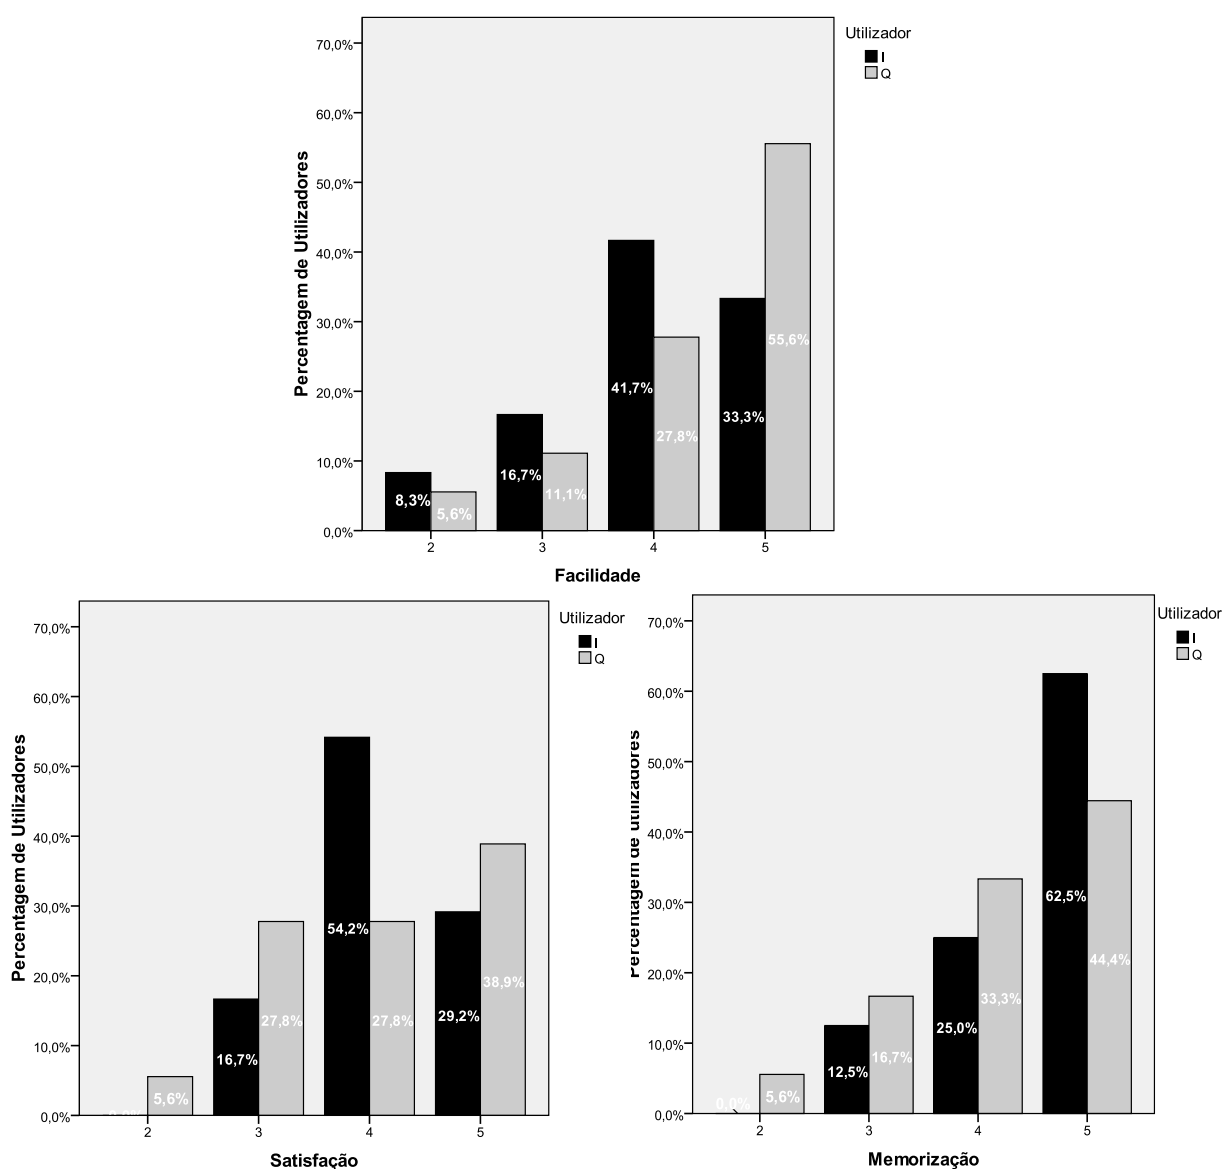 Utilizador
I
Q
Percentagem de Utilizadores
70,0%
60,0%
50,0%
40,0%
30,0%
20,0%
10,0%
0,0%
8,3%
5,6%
16,7%
11,1%
41,7%
27,8%
33,3%
55,6%
2 3 4 5
Facilidade
Utilizador
I
Q
Percentagem de Utilizadores
70,0%
60,0%
50,0%
40,0%
30,0%
20,0%
10,0%
0,0%
0,0%
5,6%
16,7%
27,8%
54,2%
27,8%
29,2%
38,9%
2 3 4 5
Satisfação
Utilizador
I
Q
Percentagem de utilizadores
70,0%
60,0%
50,0%
40,0%
30,0%
20,0%
10,0%
0,0%
0,0%
5,6%
12,5%
16,7%
25,0%
33,3%
62,5%
44,4%
2 3 4 5
Memorização